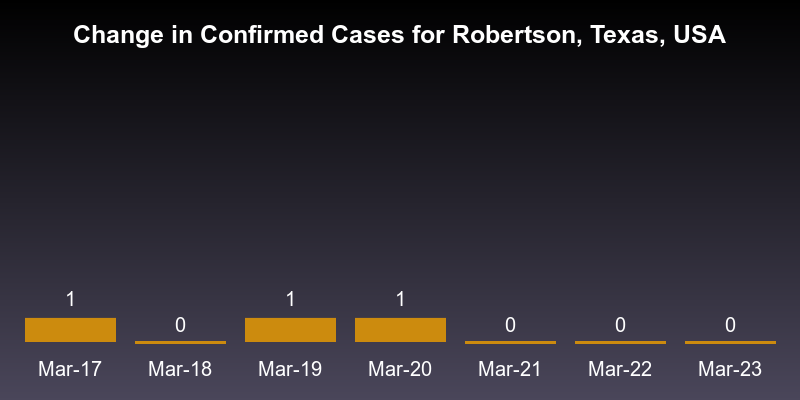 Change in Confirmed Cases for Robertson, Texas, USA
1 0 1 1 0 0 0
Mar-17 Mar-18 Mar-19 Mar-20 Mar-21 Mar-22 Mar-23